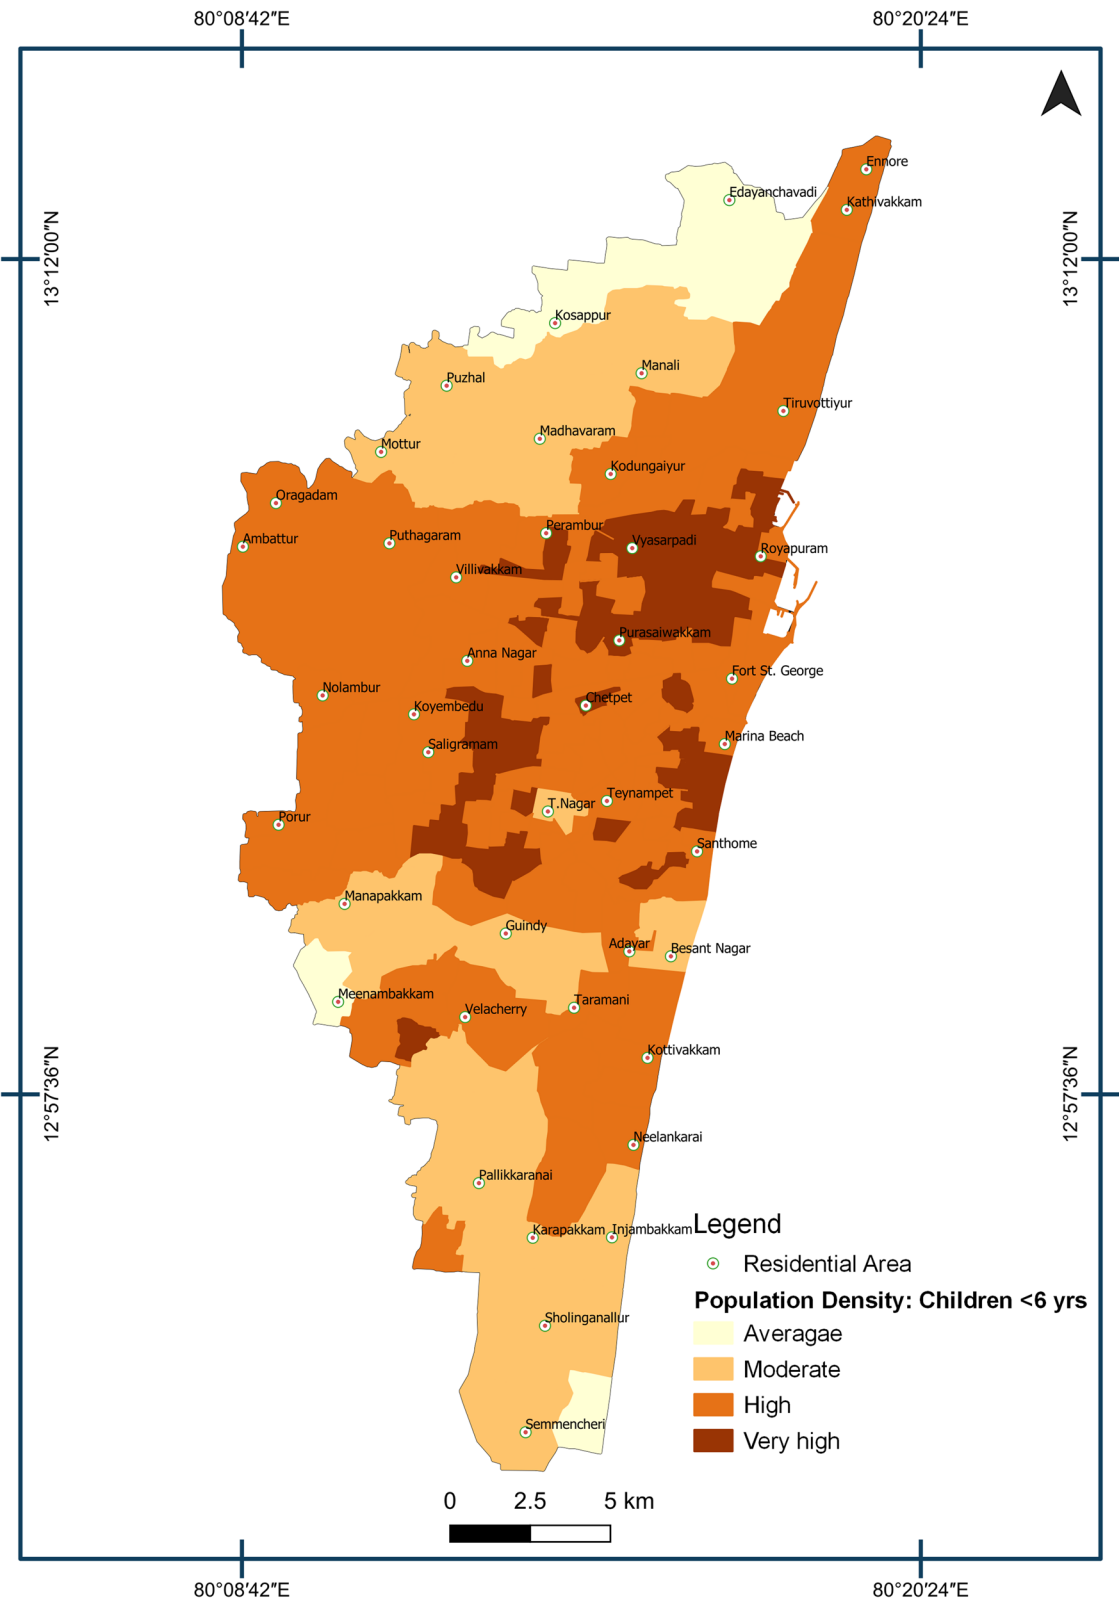 80°08′42″E
80°20′24″E
Ennore
Edayanchavadi
Kathivakkam
13°12′00″N
13°12′00″N
Kosappur
Manali
Puzhal
Tiruvottiyur
Madhavaram
Mottur
Kodungaiyur
Oragadam
Perambur
Ambattur
Puthagaram
Vyasarpadi
Royapuram
Villivakkam
Purasaiwakkam
Anna Nagar
Fort St. George
Nolambur
Chetpet
Koyembedu
Marina Beach
Saligramam
Teynampet
T.Nagar
Porur
Santhome
Manapakkam
Guindy
Adayar
Besant Nagar
Meenambakkam
Taramani
Velacherry
Kottivakkam
12°57′36″N
12°57′36″N
Neelankarai
Pallikkaranai
Karapakkam
Injambakkam
Sholinganallur
Semmencheri
Legend
Residential Area
Population Density: Children <6 yrs
Averagae
Moderate
High
Very high
0 2.5 5 km
80°08′42″E
80°20′24″E